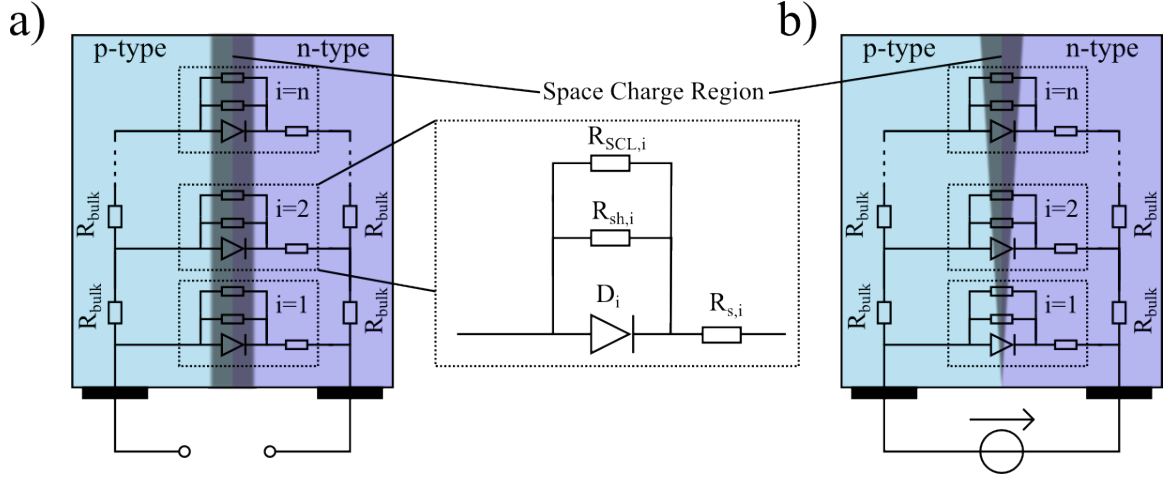 a)
p-type
n-type
i=n
R_bulk
R_bulk
i=2
R_bulk
R_bulk
i=1
Space Charge Region
R_SCL,i
R_sh,i
D_i
R_s,i
b)
p-type
n-type
i=n
R_bulk
R_bulk
i=2
R_bulk
R_bulk
i=1